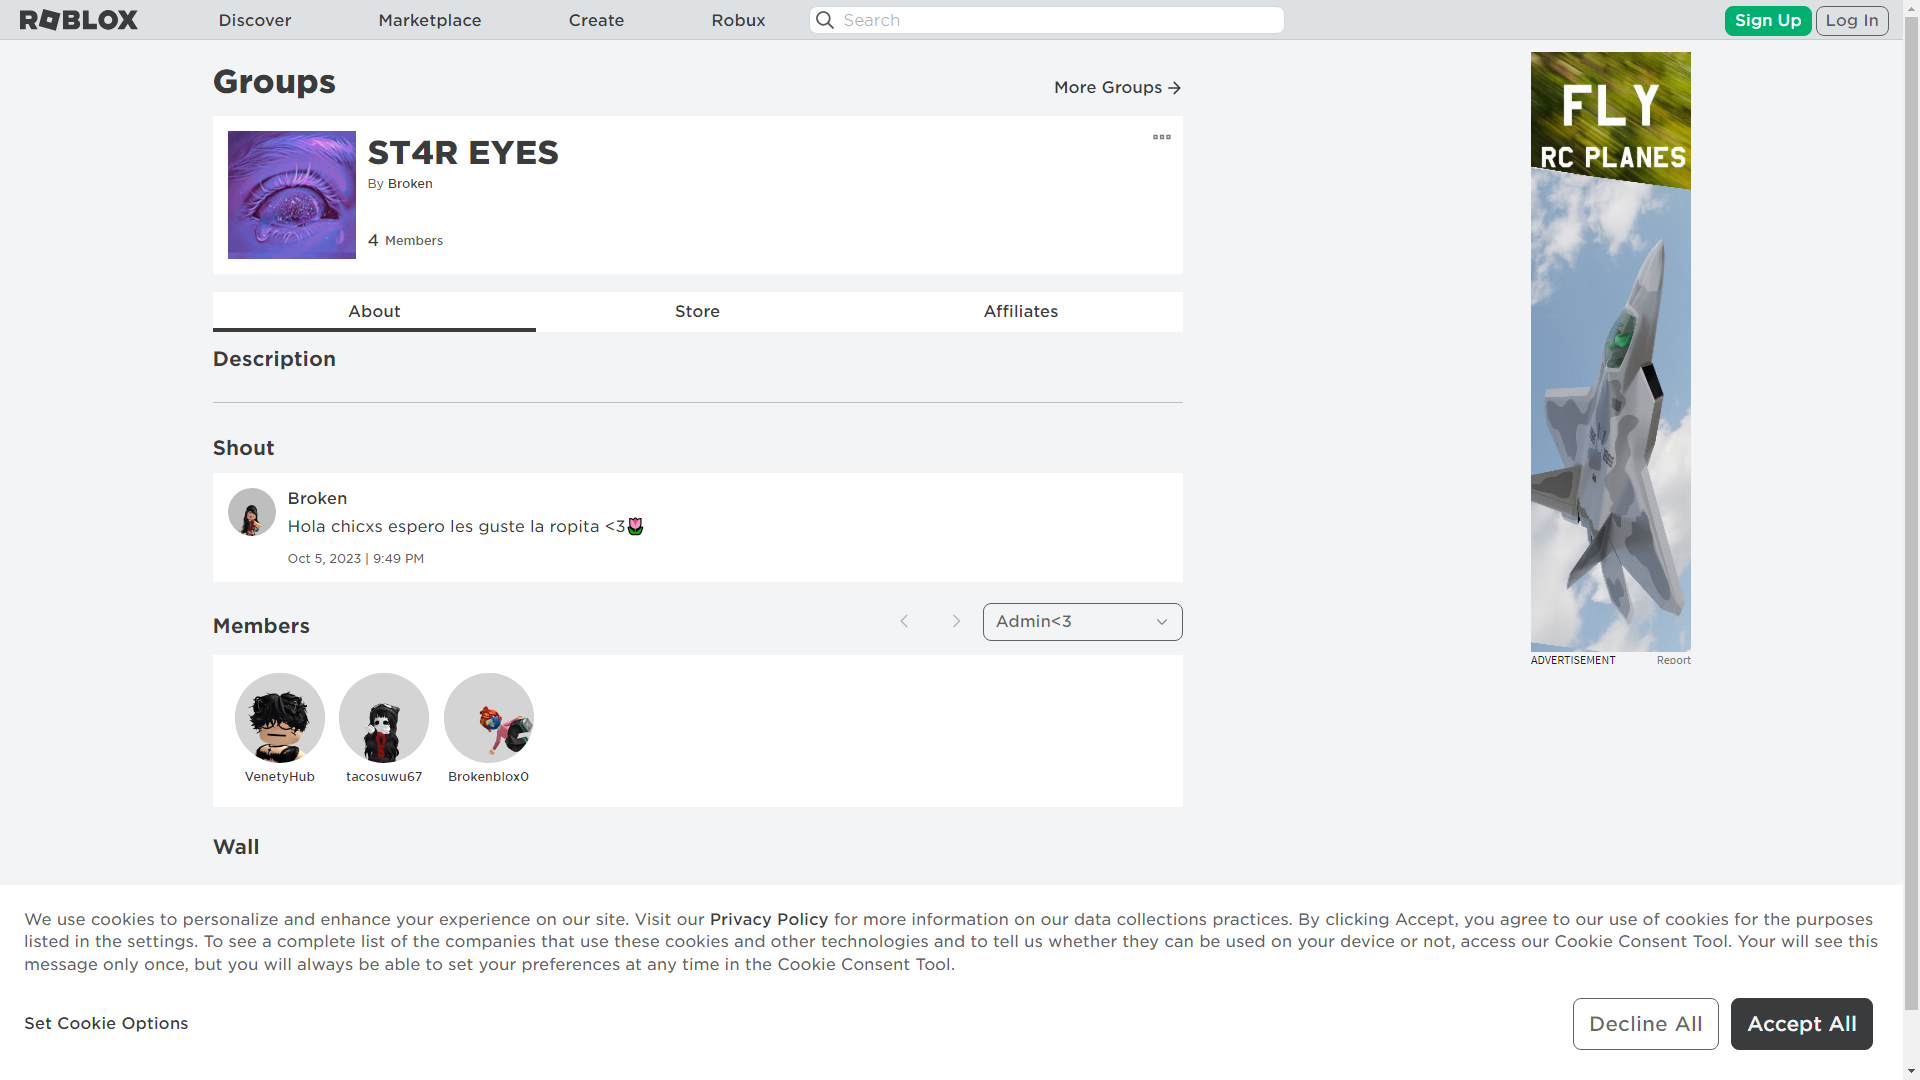 ROBLOX
Discover
Marketplace
Create
Robux
Search
Sign Up
Log In
Groups
More Groups
ST4R EYES
By Broken
4 Members
About
Store
Affiliates
Description
Shout
Broken
Hola chicxs espero les guste la ropita <3🌷
Oct 5, 2023 | 9:49 PM
Members
Admin<3
VenetyHub
tacosuwu67
Brokenblox0
Wall
FLY
RC PLANES
ADVERTISEMENT
Report
We use cookies to personalize and enhance your experience on our site. Visit our Privacy Policy for more information on our data collections practices. By clicking Accept, you agree to our use of cookies for the purposes
listed in the settings. To see a complete list of the companies that use these cookies and other technologies and to tell us whether they can be used on your device or not, access our Cookie Consent Tool. Your will see this
message only once, but you will always be able to set your preferences at any time in the Cookie Consent Tool.
Set Cookie Options
Decline All
Accept All